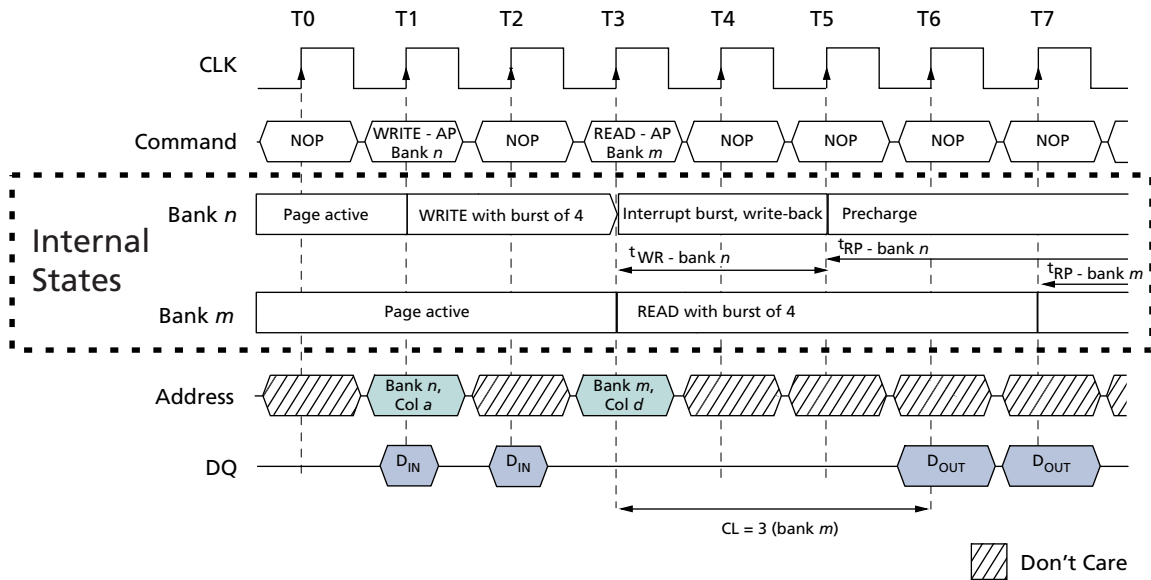 T0 T1 T2 T3 T4 T5 T6 T7
CLK
Command NOP WRITE - AP Bank n NOP READ - AP Bank m NOP NOP NOP NOP
Internal States
Bank n Page active WRITE with burst of 4 Interrupt burst, write-back Precharge
tWR - bank n tRP - bank n
tRP - bank m
Bank m Page active READ with burst of 4
Address Bank n, Col a Bank m, Col d
DQ DIN DIN DOUT DOUT
CL = 3 (bank m)
Don't Care